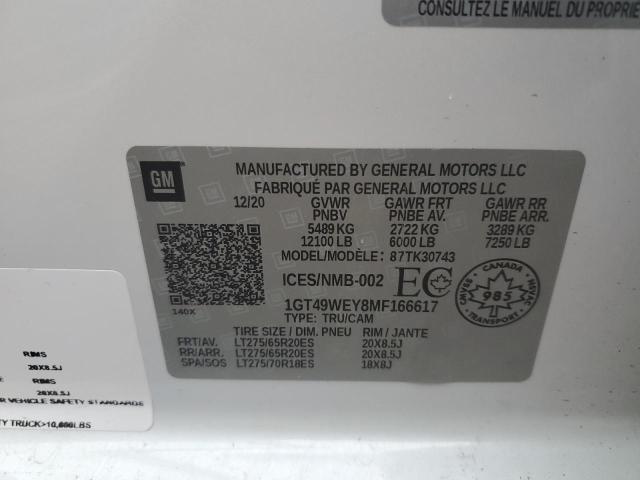 CONSULTEZ LE MANUEL DU PROPRIE
GM
MANUFACTURED BY GENERAL MOTORS LLC
FABRIQUÉ PAR GENERAL MOTORS LLC
12/20 GVWR GAWR FRT GAWR RR
PNBV PNBE AV. PNBE ARR.
5489 KG 2722 KG 3289 KG
12100 LB 6000 LB 7250 LB
MODEL/MODÈLE: 87TK30743
140X
ICES/NMB-002 EC
CANADA
985
TRANSPORT
1GT49WEY8MF166617
TYPE: TRU/CAM
TIRE SIZE / DIM. PNEU RIM / JANTE
FRT/AV. LT275/65R20ES 20X8.5J
RR/ARR. LT275/65R20ES 20X8.5J
SPA/SOS LT275/70R18ES 18X8J
RIMS
20X8.5J
RIMS
20X8.5J
R VEHICLE SAFETY STANDARDS
TY TRUCK>10,000LBS